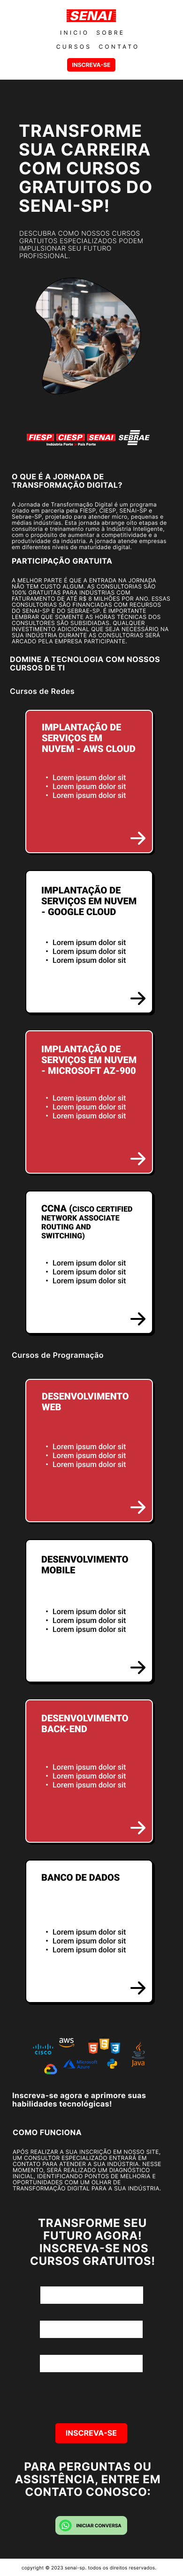 SENAI
INICIO SOBRE
CURSOS CONTATO
INSCREVA-SE
TRANSFORME
SUA CARREIRA
COM CURSOS
GRATUITOS DO
SENAI-SP!
DESCUBRA COMO NOSSOS CURSOS
GRATUITOS ESPECIALIZADOS PODEM
IMPULSIONAR SEU FUTURO
PROFISSIONAL.
FIESP CIESP SENAI SEBRAE
Indústria Forte • País Forte
O QUE É A JORNADA DE
TRANSFORMAÇÃO DIGITAL?
A Jornada de Transformação Digital é um programa
criado em parceria pela FIESP, CIESP, SENAI-SP e
Sebrae-SP, projetado para atender micro, pequenas e
médias indústrias. Esta jornada abrange oito etapas de
consultoria e treinamento rumo à Indústria Inteligente,
com o propósito de aumentar a competitividade e a
produtividade da indústria. A jornada atende empresas
em diferentes níveis de maturidade digital.
PARTICIPAÇÃO GRATUITA
A MELHOR PARTE É QUE A ENTRADA NA JORNADA
NÃO TEM CUSTO ALGUM. AS CONSULTORIAS SÃO
100% GRATUITAS PARA INDÚSTRIAS COM
FATURAMENTO DE ATÉ R$ 8 MILHÕES POR ANO. ESSAS
CONSULTORIAS SÃO FINANCIADAS COM RECURSOS
DO SENAI-SP E DO SEBRAE-SP. É IMPORTANTE
LEMBRAR QUE SOMENTE AS HORAS TÉCNICAS DOS
CONSULTORES SÃO SUBSIDIADAS. QUALQUER
EQUIPAMENTO ADICIONAL QUE SEJA NECESSÁRIO NA
SUA INDÚSTRIA DURANTE AS CONSULTORIAS SERÁ
ARCADO PELA EMPRESA PARTICIPANTE.
DOMINE A TECNOLOGIA COM NOSSOS
CURSOS DE TI
Cursos de Redes
IMPLANTAÇÃO DE
SERVIÇOS EM
NUVEM - AWS CLOUD
• Lorem ipsum dolor sit
• Lorem ipsum dolor sit
• Lorem ipsum dolor sit
IMPLANTAÇÃO DE
SERVIÇOS EM NUVEM
- GOOGLE CLOUD
• Lorem ipsum dolor sit
• Lorem ipsum dolor sit
• Lorem ipsum dolor sit
IMPLANTAÇÃO DE
SERVIÇOS EM NUVEM
- MICROSOFT AZ-900
• Lorem ipsum dolor sit
• Lorem ipsum dolor sit
• Lorem ipsum dolor sit
CCNA (CISCO CERTIFIED
NETWORK ASSOCIATE
ROUTING AND
SWITCHING)
• Lorem ipsum dolor sit
• Lorem ipsum dolor sit
• Lorem ipsum dolor sit
Cursos de Programação
DESENVOLVIMENTO
WEB
• Lorem ipsum dolor sit
• Lorem ipsum dolor sit
• Lorem ipsum dolor sit
DESENVOLVIMENTO
MOBILE
• Lorem ipsum dolor sit
• Lorem ipsum dolor sit
• Lorem ipsum dolor sit
DESENVOLVIMENTO
BACK-END
• Lorem ipsum dolor sit
• Lorem ipsum dolor sit
• Lorem ipsum dolor sit
BANCO DE DADOS
• Lorem ipsum dolor sit
• Lorem ipsum dolor sit
• Lorem ipsum dolor sit
CISCO aws 5 5 3 Java
Microsoft
Azure
Inscreva-se agora e aprimore suas
habilidades tecnológicas!
COMO FUNCIONA
APÓS REALIZAR A SUA INSCRIÇÃO EM NOSSO SITE,
UM CONSULTOR ESPECIALIZADO ENTRARÁ EM
CONTATO PARA ATENDER A SUA INDÚSTRIA. NESSE
MOMENTO, SERÁ REALIZADO UM DIAGNÓSTICO
INICIAL, IDENTIFICANDO PONTOS DE MELHORIA E
OPORTUNIDADES COM UM OLHAR DE
TRANSFORMAÇÃO DIGITAL PARA A SUA INDÚSTRIA.
TRANSFORME SEU
FUTURO AGORA!
INSCREVA-SE NOS
CURSOS GRATUITOS!
INSCREVA-SE
PARA PERGUNTAS OU
ASSISTÊNCIA, ENTRE EM
CONTATO CONOSCO:
INICIAR CONVERSA
copyright © 2023 senai-sp. todos os direitos reservados.